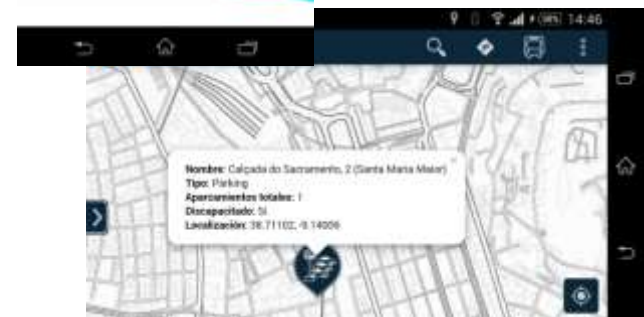 14:46
Nombre: Calçada do Sacramento, 2 (Santa Maria Maior)
Tipo: Parking
Aparcamientos totales: 1
Discapacitado: Si
Localización: 38.71102, -9.14006